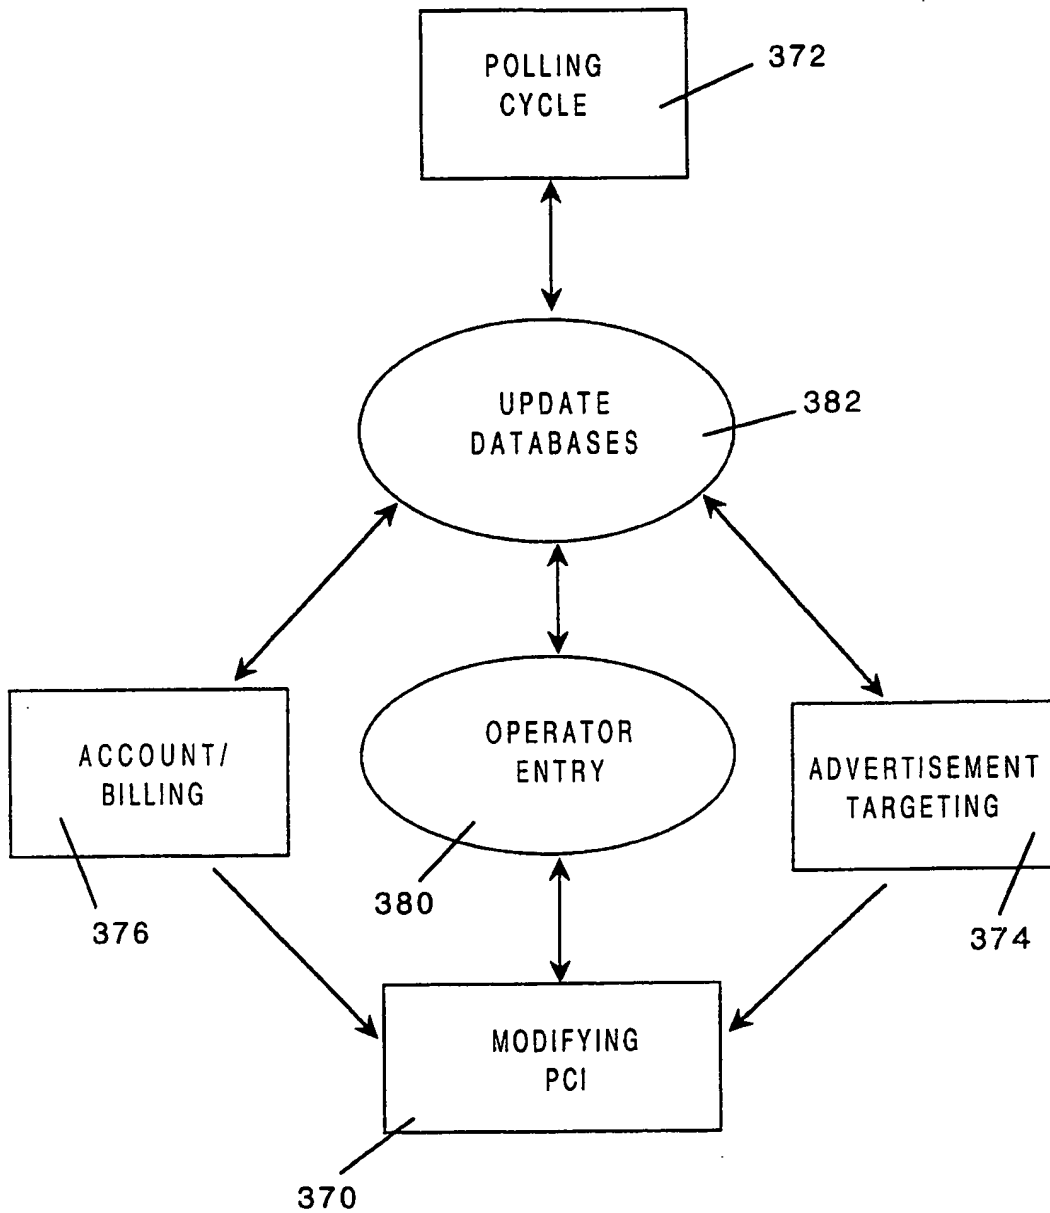 POLLING
CYCLE
372
UPDATE
DATABASES
382
ACCOUNT/
BILLING
376
OPERATOR
ENTRY
380
ADVERTISEMENT
TARGETING
374
MODIFYING
PCI
370